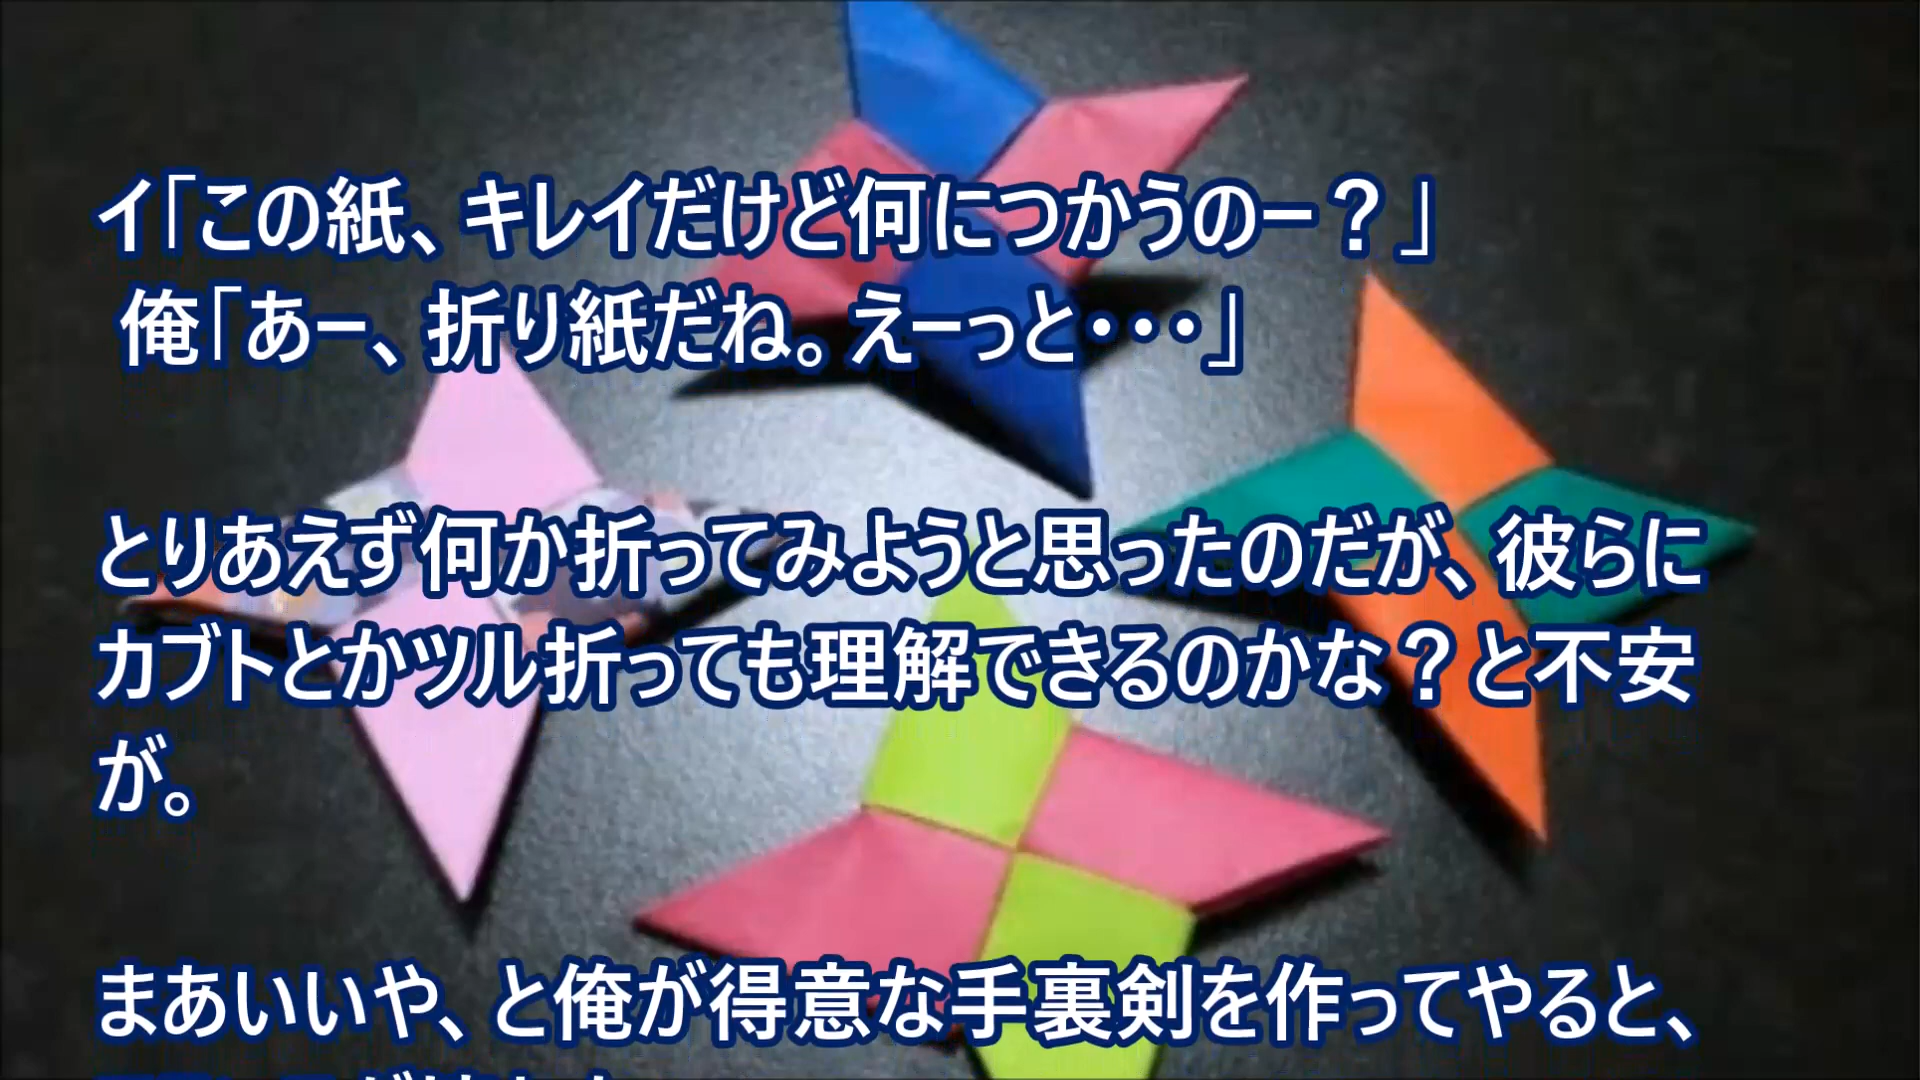 イ「この紙、キレイだけど何につかうのー？」
俺「あー、折り紙だね。えーっと・・・」
とりあえず何か折ってみようと思ったのだが、彼らに
カブトとかツル折っても理解できるのかな？と不安
が。
まあいいや、と俺が得意な手裏剣を作ってやると、